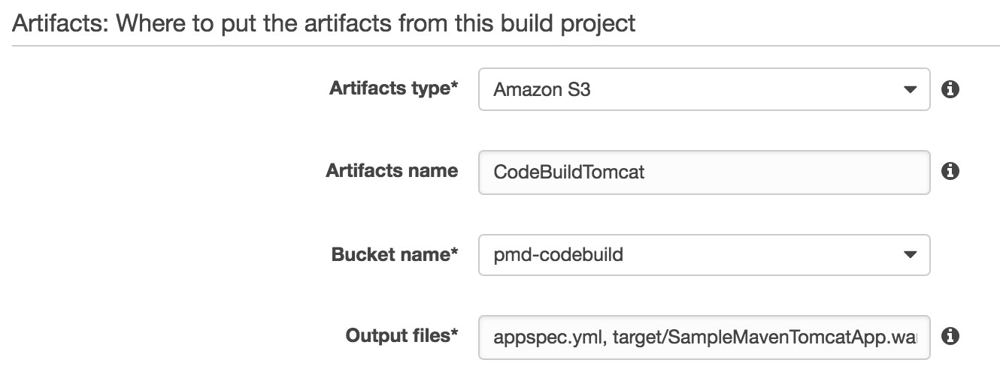 Artifacts: Where to put the artifacts from this build project
Artifacts type* Amazon S3
Artifacts name CodeBuildTomcat
Bucket name* pmd-codebuild
Output files* appspec.yml, target/SampleMavenTomcatApp.wa